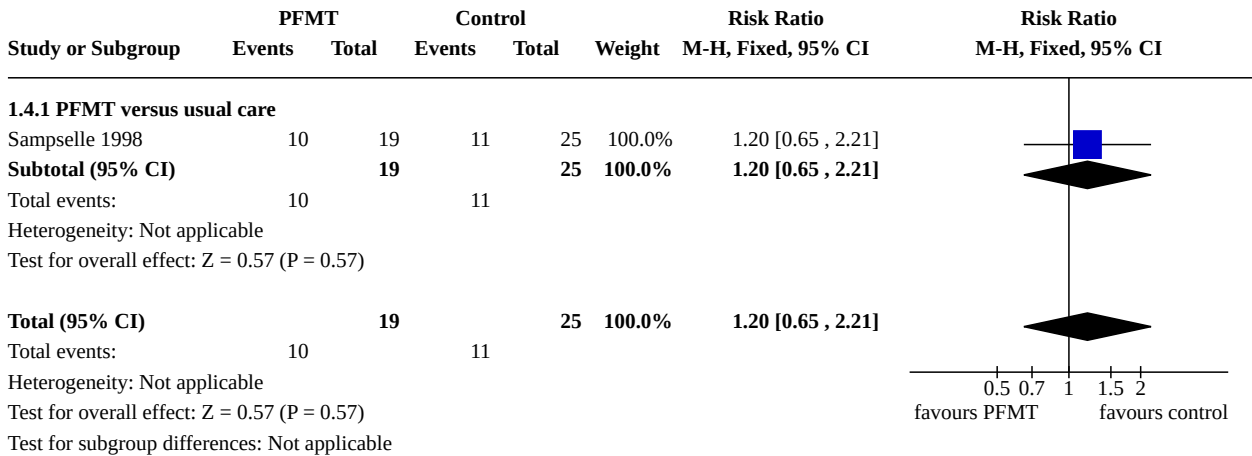 PFMT Control Risk Ratio Risk Ratio
Study or Subgroup Events Total Events Total Weight M-H, Fixed, 95% CI M-H, Fixed, 95% CI
1.4.1 PFMT versus usual care
Sampselle 1998 10 19 11 25 100.0% 1.20 [0.65 , 2.21]
Subtotal (95% CI) 19 25 100.0% 1.20 [0.65 , 2.21]
Total events: 10 11
Heterogeneity: Not applicable
Test for overall effect: Z = 0.57 (P = 0.57)
Total (95% CI) 19 25 100.0% 1.20 [0.65 , 2.21]
Total events: 10 11
Heterogeneity: Not applicable
0.5 0.7 1 1.5 2
Test for overall effect: Z = 0.57 (P = 0.57)
favours PFMT favours control
Test for subgroup differences: Not applicable